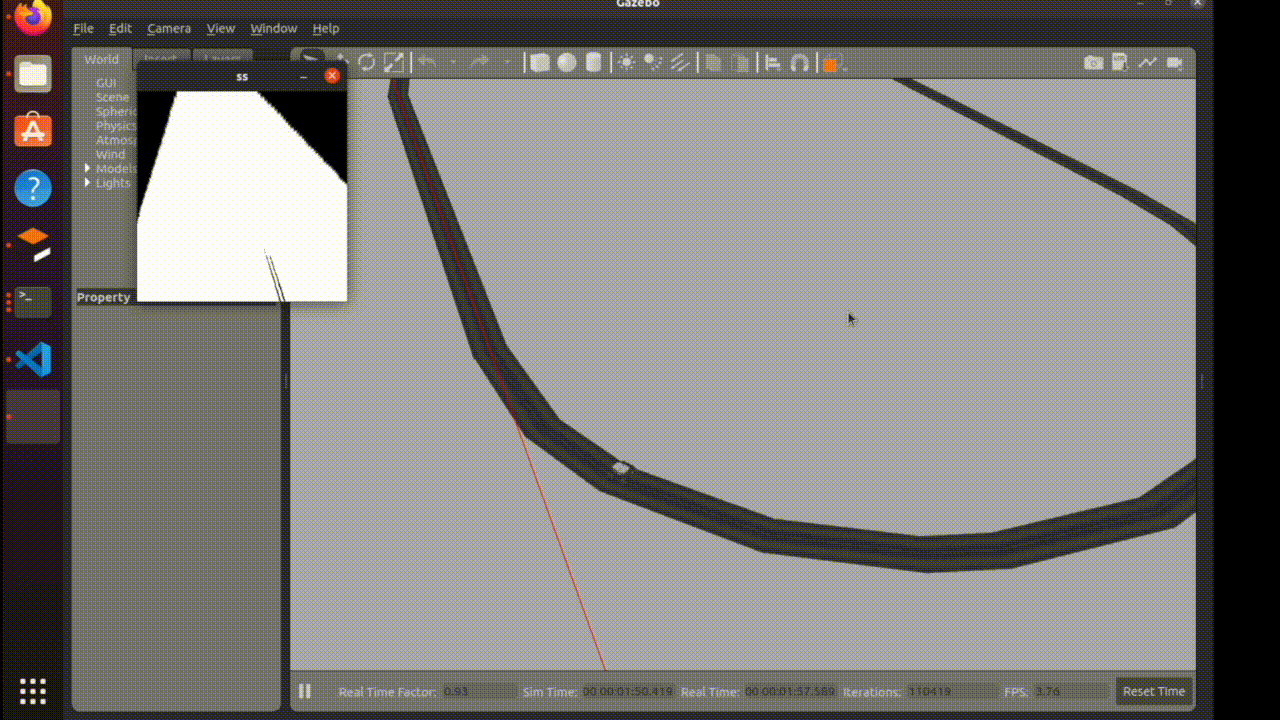 Gazebo
File Edit Camera View Window Help
World Insert Layers
ss
GUI
Scene
Physics
Wind
Models
Lights
Property
Real Time Factor: 0.93 Sim Time: 00 00:01:50.419 Real Time: 00 00:01:57.589 Iterations: 110419 FPS: 3.76 Reset Time